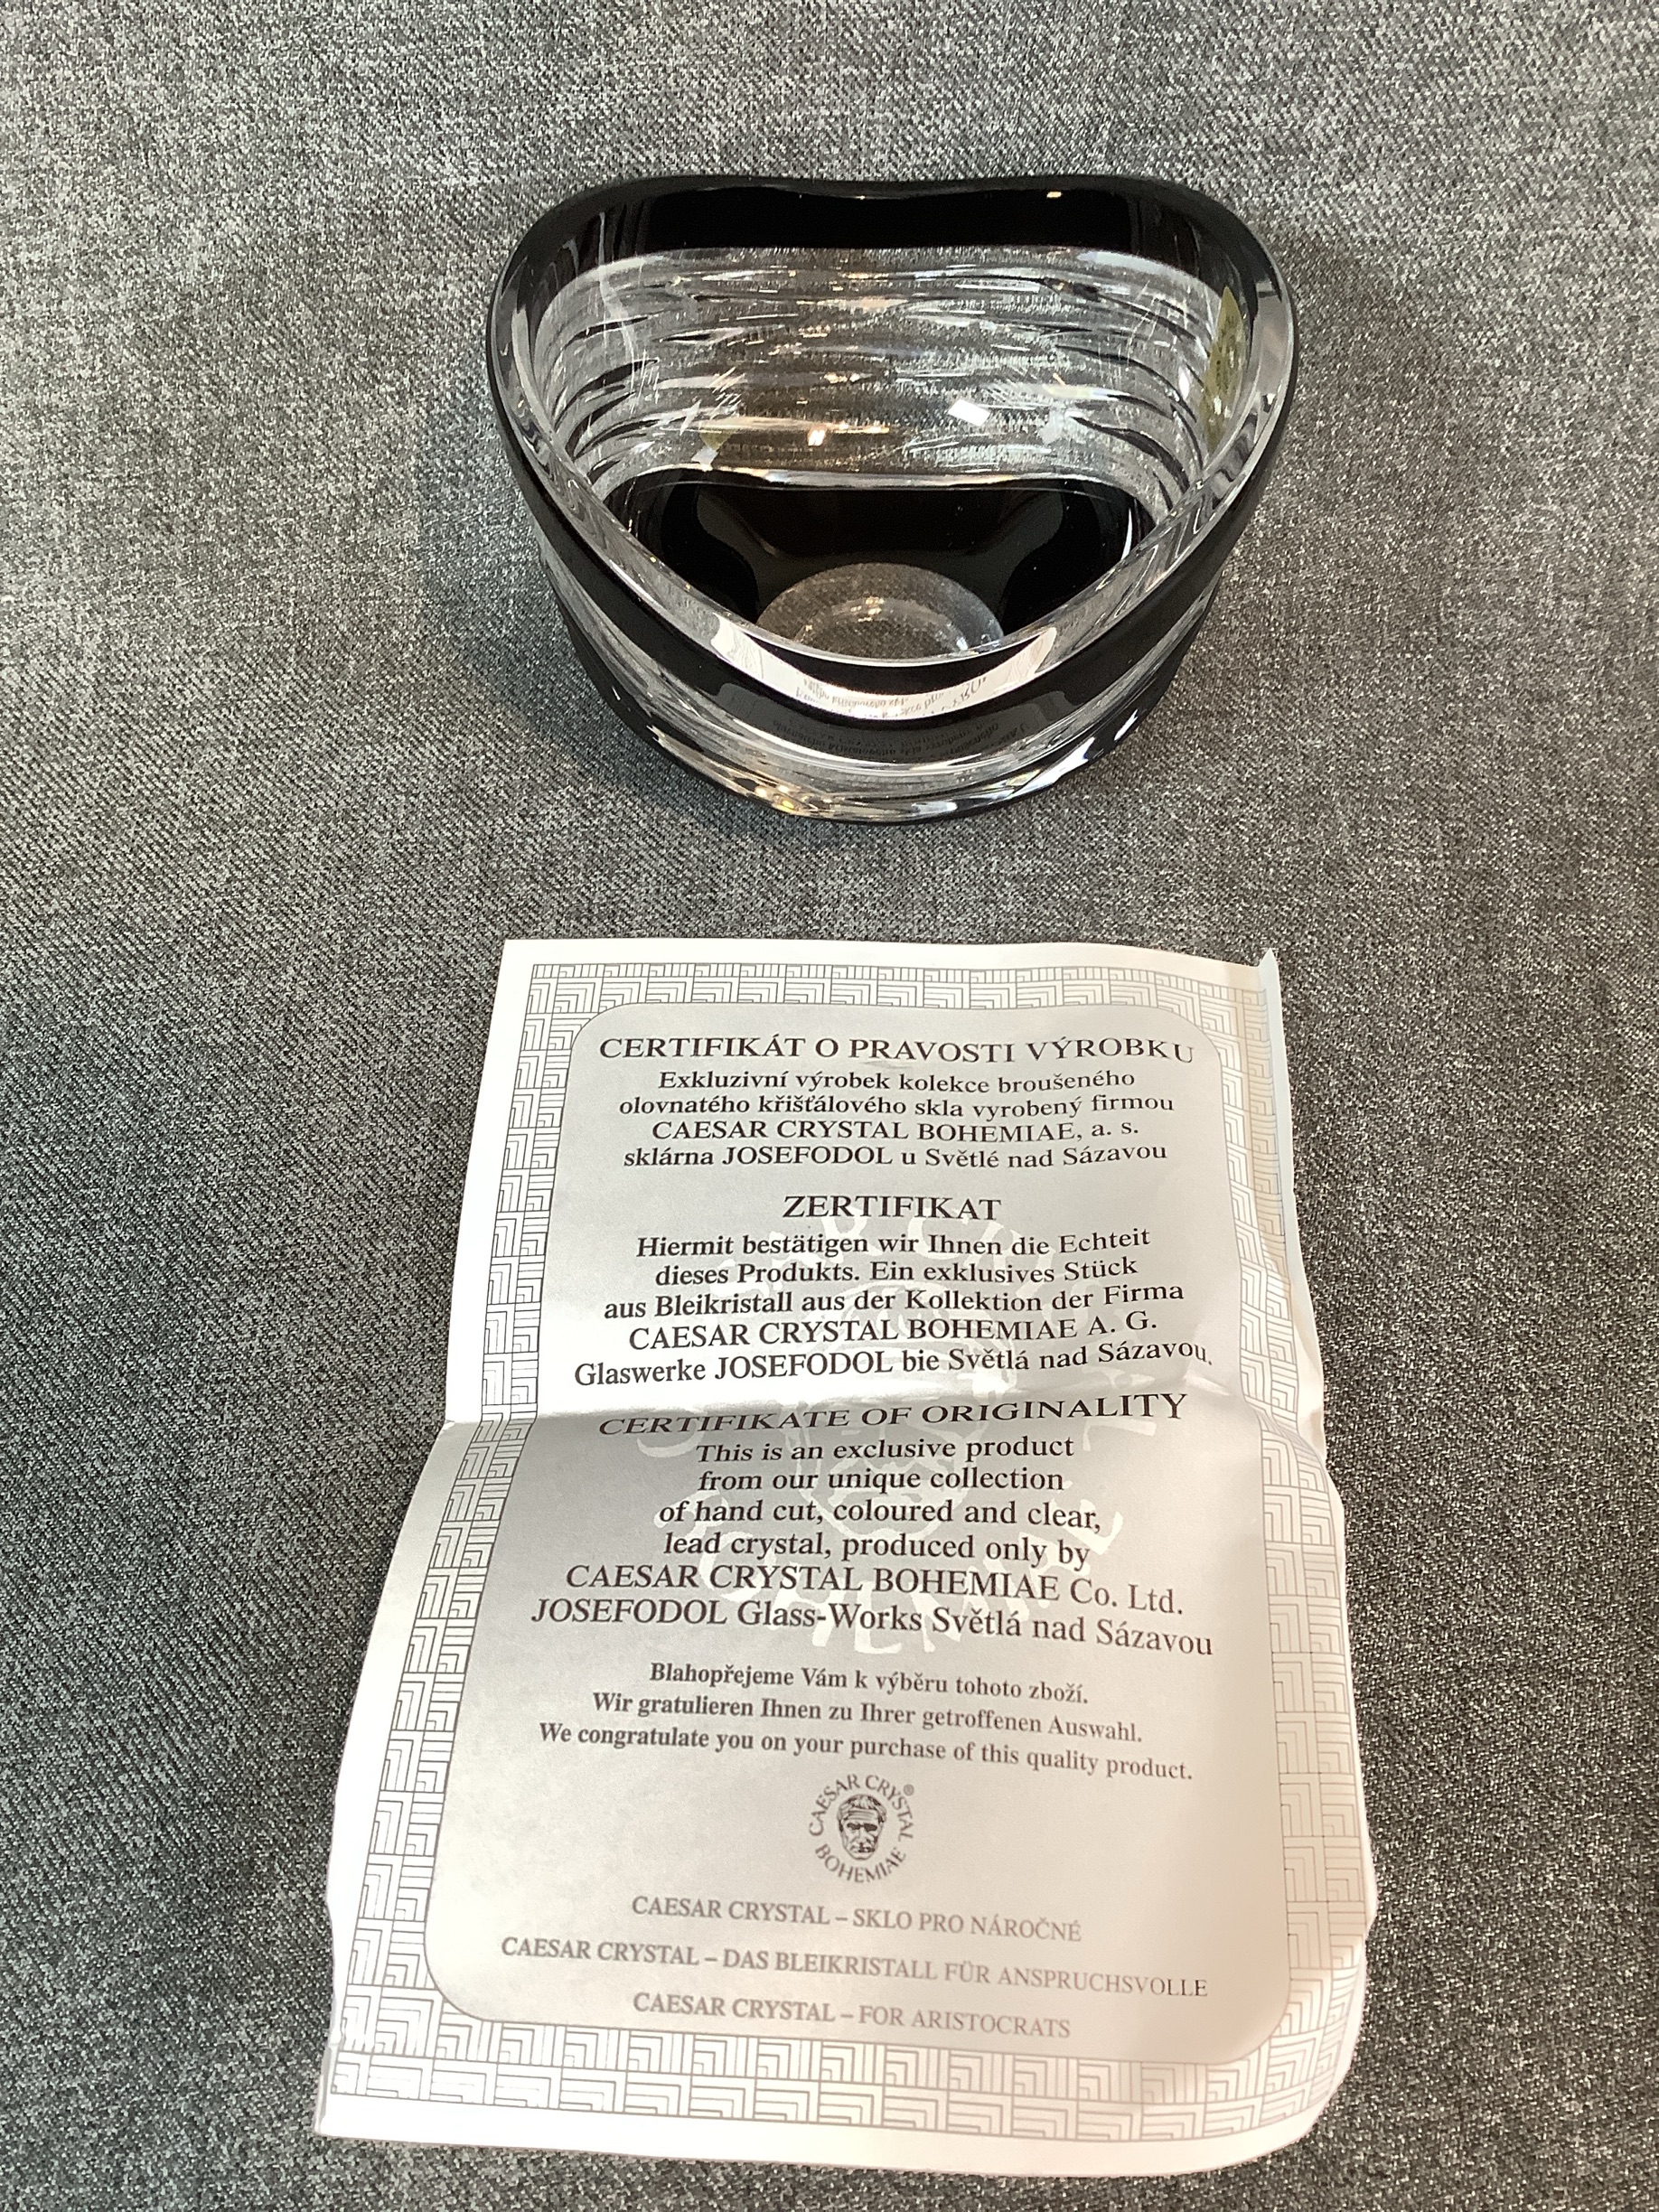 CERTIFIKÁT O PRAVOSTI VÝROBKU
Exkluzivní výrobek kolekce broušeného
olovnatého křišťálového skla vyrobený firmou
CAESAR CRYSTAL BOHEMIAE, a. s.
sklárna JOSEFODOL u Světlé nad Sázavou
ZERTIFIKAT
Hiermit bestätigen wir Ihnen die Echteit
dieses Produkts. Ein exklusives Stück
aus Bleikristall aus der Kollektion der Firma
CAESAR CRYSTAL BOHEMIAE A. G.
Glaswerke JOSEFODOL bie Světlá nad Sázavou.
CERTIFIKATE OF ORIGINALITY
This is an exclusive product
from our unique collection
of hand cut, coloured and clear,
lead crystal, produced only by
CAESAR CRYSTAL BOHEMIAE Co. Ltd.
JOSEFODOL Glass-Works Světlá nad Sázavou
Blahopřejeme Vám k výběru tohoto zboží.
Wir gratulieren Ihnen zu Ihrer getroffenen Auswahl.
We congratulate you on your purchase of this quality product.
CAESAR CRYSTAL®
BOHEMIAE
CAESAR CRYSTAL – SKLO PRO NÁROČNÉ
CAESAR CRYSTAL – DAS BLEIKRISTALL FÜR ANSPRUCHSVOLLE
CAESAR CRYSTAL – FOR ARISTOCRATS